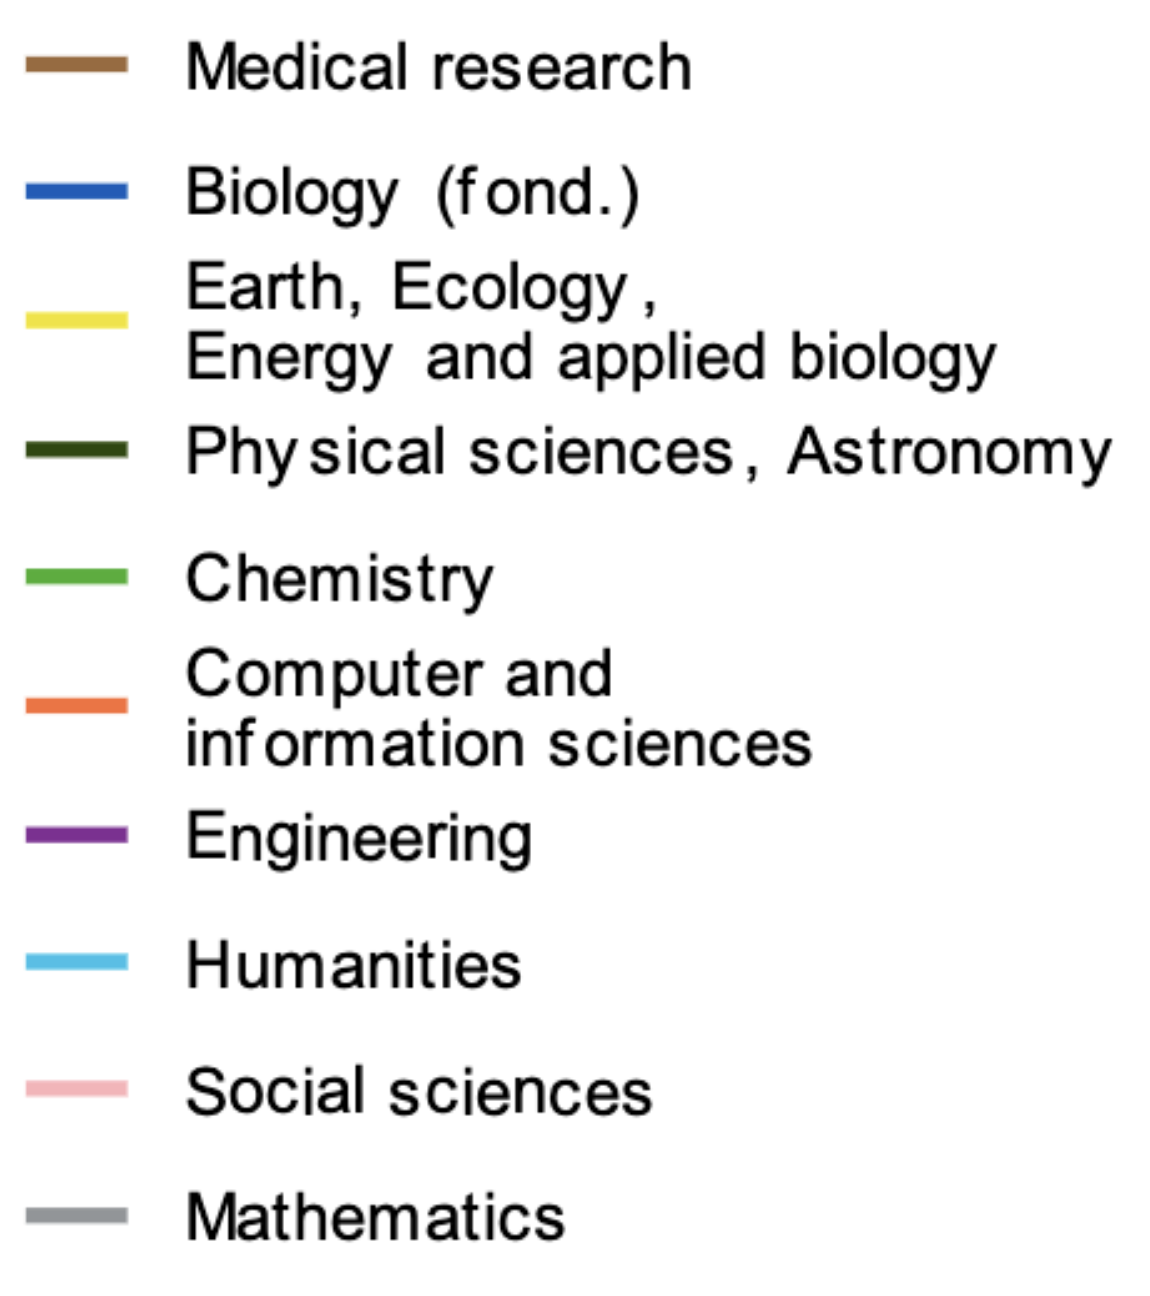 Medical research
Biology (fond.)
Earth, Ecology,
Energy and applied biology
Physical sciences, Astronomy
Chemistry
Computer and
information sciences
Engineering
Humanities
Social sciences
Mathematics